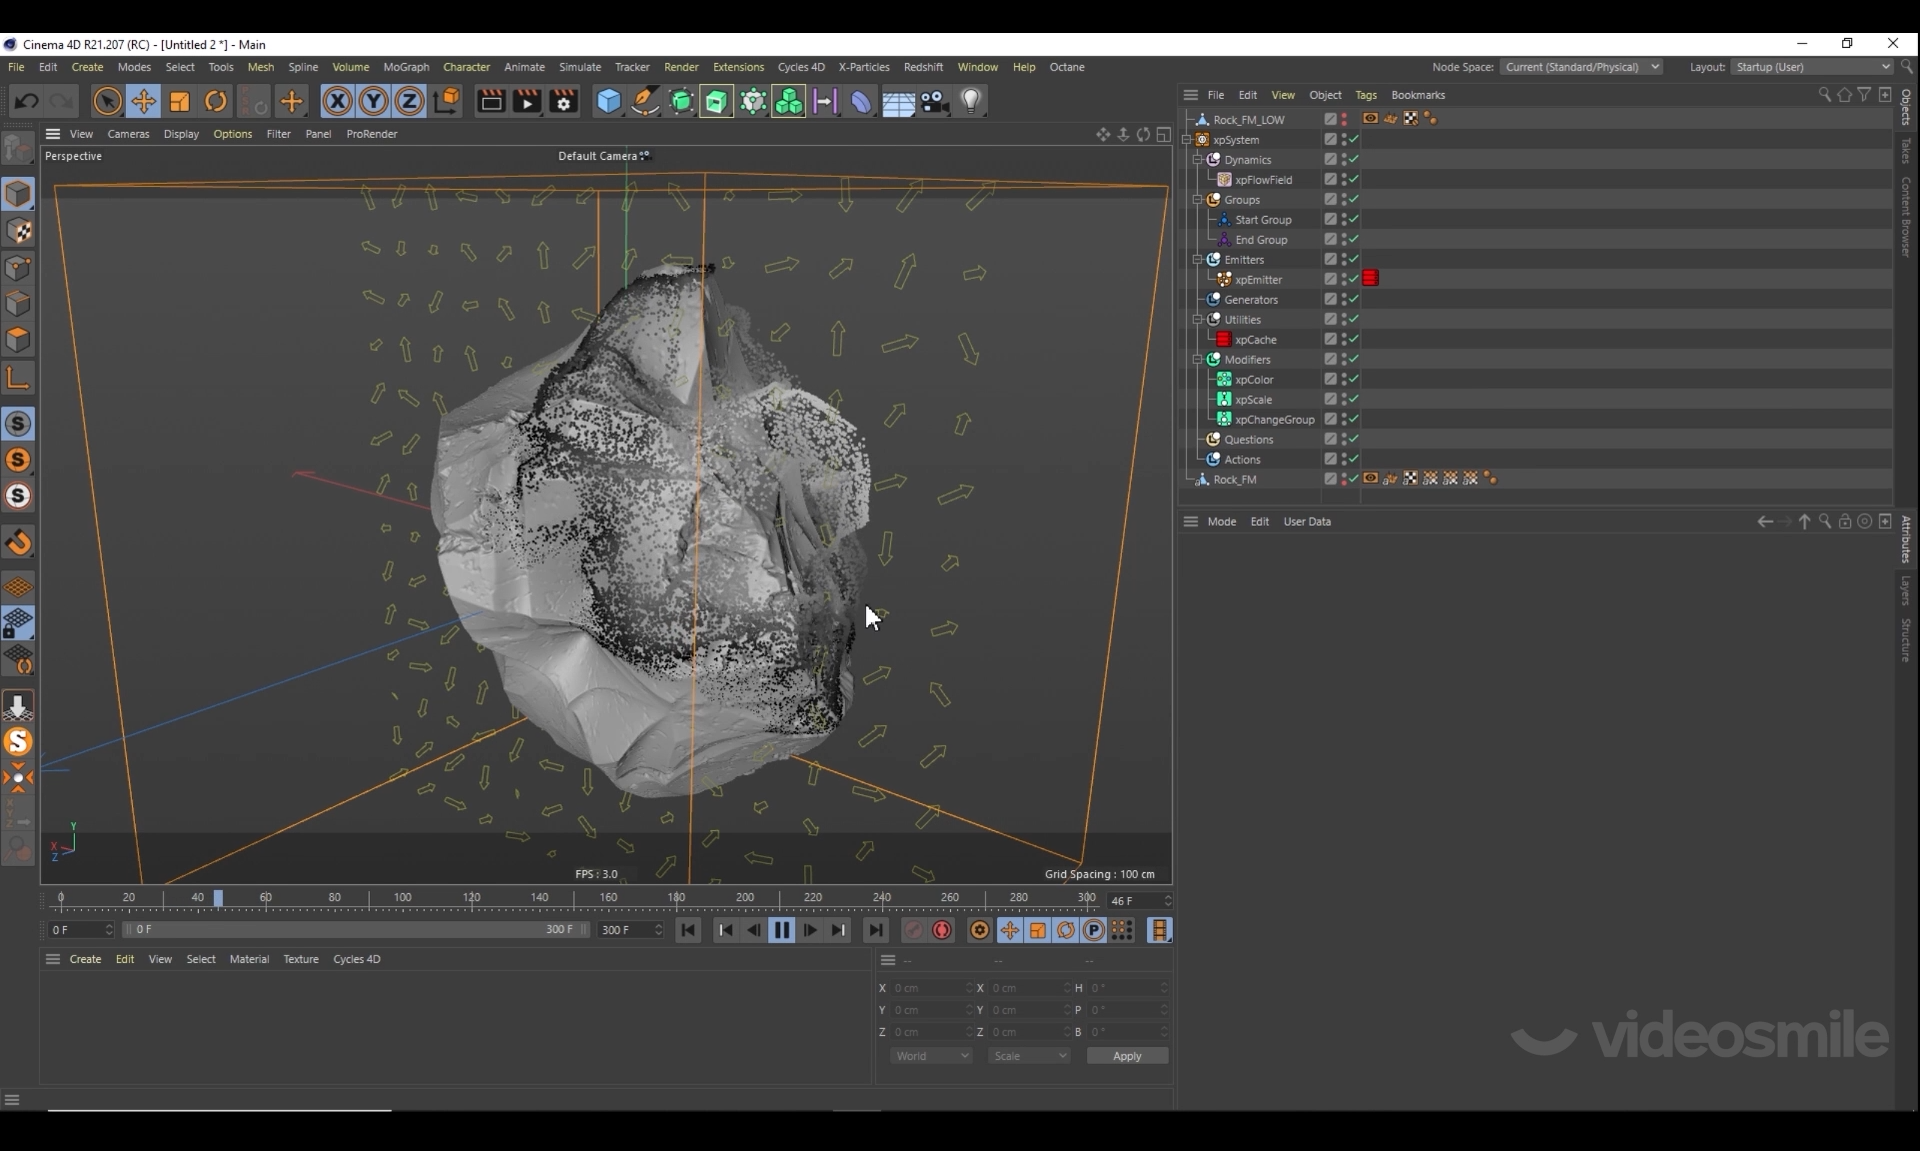 Cinema 4D R21.207 (RC) - [Untitled 2 *] - Main
File Edit Create Modes Select Tools Mesh Spline Volume MoGraph Character Animate Simulate Tracker Render Extensions Cycles 4D X-Particles Redshift Window Help Octane
Node Space: Current (Standard/Physical) Layout: Startup (User)
X Y Z
File Edit View Object Tags Bookmarks
View Cameras Display Options Filter Panel ProRender
Perspective
Default Camera
Rock_FM_LOW
xpSystem
Dynamics
xpFlowField
Groups
Start Group
End Group
Emitters
xpEmitter
Generators
Utilities
xpCache
Modifiers
xpColor
xpScale
xpChangeGroup
Questions
Actions
Rock_FM
Objects
Takes
Content Browser
Mode Edit User Data
Attributes
Layers
Structure
S
S
S
S
Y
X
Z
FPS : 3.0
Grid Spacing : 100 cm
0 20 40 60 80 100 120 140 160 180 200 220 240 260 280 300 46 F
0 F 0 F 300 F 300 F
P
Create Edit View Select Material Texture Cycles 4D
-- -- --
X 0 cm X 0 cm H 0 °
Y 0 cm Y 0 cm P 0 °
Z 0 cm Z 0 cm B 0 °
World Scale Apply
videosmile